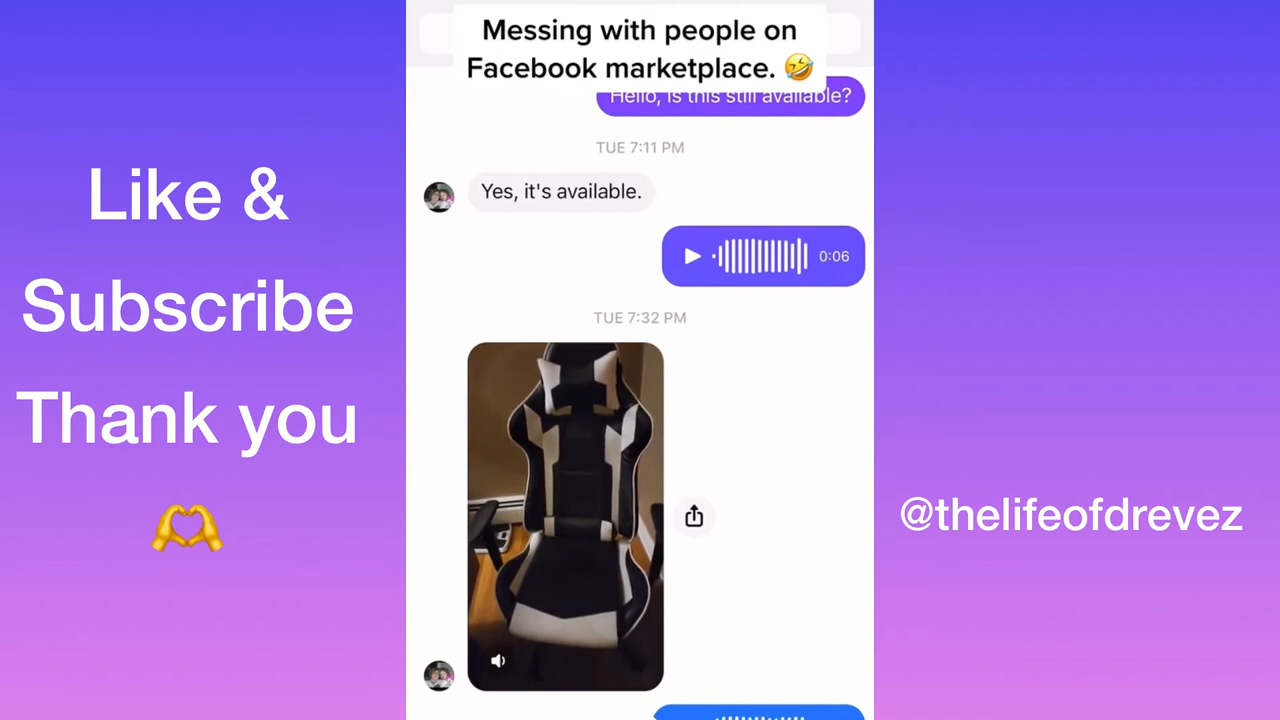 Messing with people on
Facebook marketplace. 🤣
Hello, is this still available?
TUE 7:11 PM
Yes, it's available.
0:06
TUE 7:32 PM
Like &
Subscribe
Thank you
🫶
@thelifeofdrevez